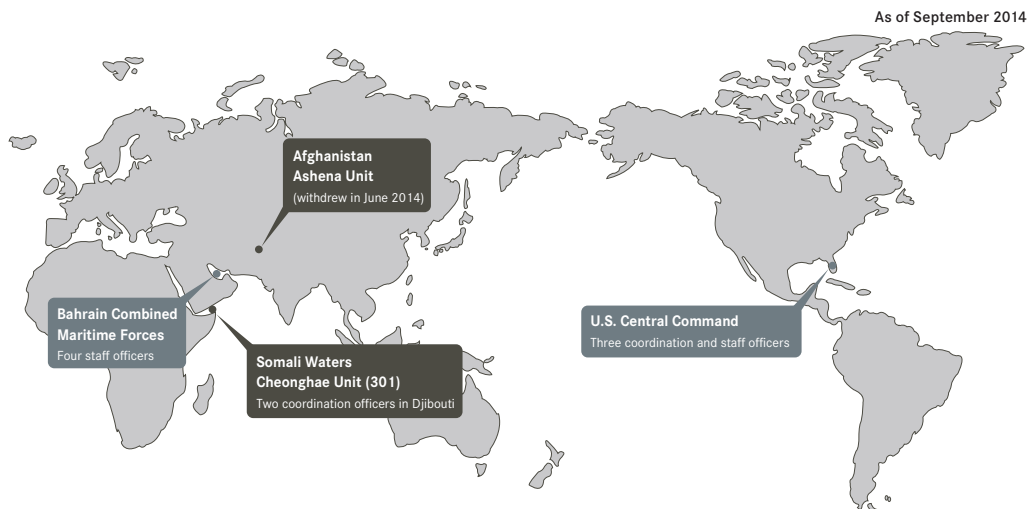 As of September 2014
Afghanistan
Ashena Unit
(withdrew in June 2014)
Bahrain Combined
Maritime Forces
Four staff officers
Somali Waters
Cheonghae Unit (301)
Two coordination officers in Djibouti
U.S. Central Command
Three coordination and staff officers